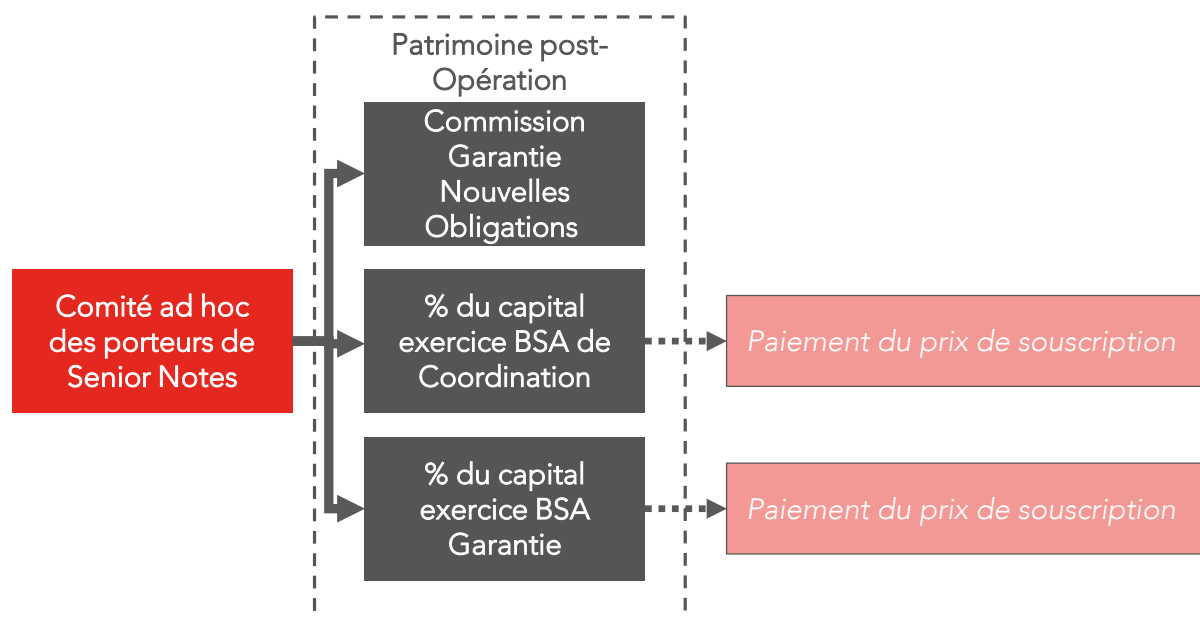 Patrimoine post-
Opération
Commission
Garantie
Nouvelles
Obligations
Comité ad hoc
des porteurs de
Senior Notes
% du capital
exercice BSA de
Coordination
Paiement du prix de souscription
% du capital
exercice BSA
Garantie
Paiement du prix de souscription